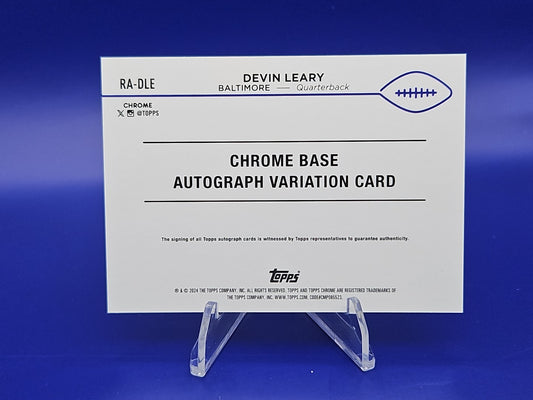 RA-DLE
DEVIN LEARY
BALTIMORE — Quarterback
CHROME
@TOPPS
CHROME BASE
AUTOGRAPH VARIATION CARD
The signing of all Topps autograph cards is witnessed by Topps representatives to guarantee authenticity.
topps
® & © 2024 THE TOPPS COMPANY, INC. ALL RIGHTS RESERVED. TOPPS AND TOPPS CHROME ARE REGISTERED TRADEMARKS OF
THE TOPPS COMPANY, INC. WWW.TOPPS.COM. CODE#CMP085521